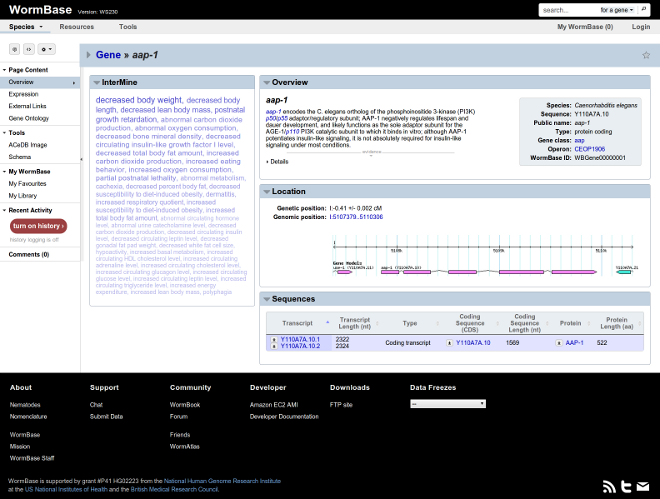 WormBase Version: WS230
search... for a gene
Species Resources Tools My WormBase (0) Login
Page Content
Overview
Expression
External Links
Gene Ontology
Tools
ACeDB Image
Schema
My WormBase
My Favourites
My Library
Recent Activity
turn on history
history logging is off
Comments (0)
Gene » aap-1
InterMine
decreased body weight, decreased body
length, decreased lean body mass, postnatal
growth retardation, abnormal carbon dioxide
production, abnormal oxygen consumption,
decreased bone mineral density, decreased
circulating insulin-like growth factor I level,
decreased total body fat amount, increased
carbon dioxide production, increased eating
behavior, increased oxygen consumption,
partial postnatal lethality, abnormal metabolism,
cachexia, decreased percent body fat, decreased
susceptibility to diet-induced obesity, dermatitis,
increased respiratory quotient, increased
susceptibility to diet-induced obesity, increased
total body fat amount, abnormal circulating hormone
level, abnormal urine catecholamine level, decreased
carbon dioxide production, decreased circulating insulin
level, decreased circulating leptin level, decreased
gonadal fat pad weight, decreased white fat cell size,
hypoactivity, increased basal metabolism, increased
circulating HDL cholesterol level, increased circulating
adrenaline level, increased circulating cholesterol level,
increased circulating glucagon level, increased circulating
glucose level, increased circulating leptin level, increased
circulating triglyceride level, increased energy
expenditure, increased lean body mass, polyphagia
Overview
aap-1
aap-1 encodes the C. elegans ortholog of the phosphoinositide 3-kinase (PI3K)
p50/p55 adaptor/regulatory subunit; AAP-1 negatively regulates lifespan and
dauer development, and likely functions as the sole adaptor subunit for the
AGE-1/p110 PI3K catalytic subunit to which it binds in vitro; although AAP-1
potentiates insulin-like signaling, it is not absolutely required for insulin-like
signaling under most conditions.
Details
Species: Caenorhabditis elegans
Sequence: Y110A7A.10
Public name: aap-1
Type: protein coding
Gene class: aap
Operon: CEOP1906
WormBase ID: WBGene00000001
Location
Genetic position: I:-0.41 +/- 0.002 cM
Genomic position: I:5107379..5110306
Gene Models
Sequences
Transcript Transcript Length (nt) Type Coding Sequence (CDS) Coding Sequence Length (nt) Protein Protein Length (aa)
Y110A7A.10.1 2322
Y110A7A.10.2 2324
Coding transcript Y110A7A.10 1569 AAP-1 522
About Support Community Developer Downloads Data Freezes
Nematodes Chat WormBook Amazon EC2 AMI FTP site --
Nomenclature Submit Data Forum Developer Documentation
WormBase Friends
Mission WormAtlas
WormBase Staff
WormBase is supported by grant #P41 HG02223 from the National Human Genome Research Institute
at the US National Institutes of Health and the British Medical Research Council.